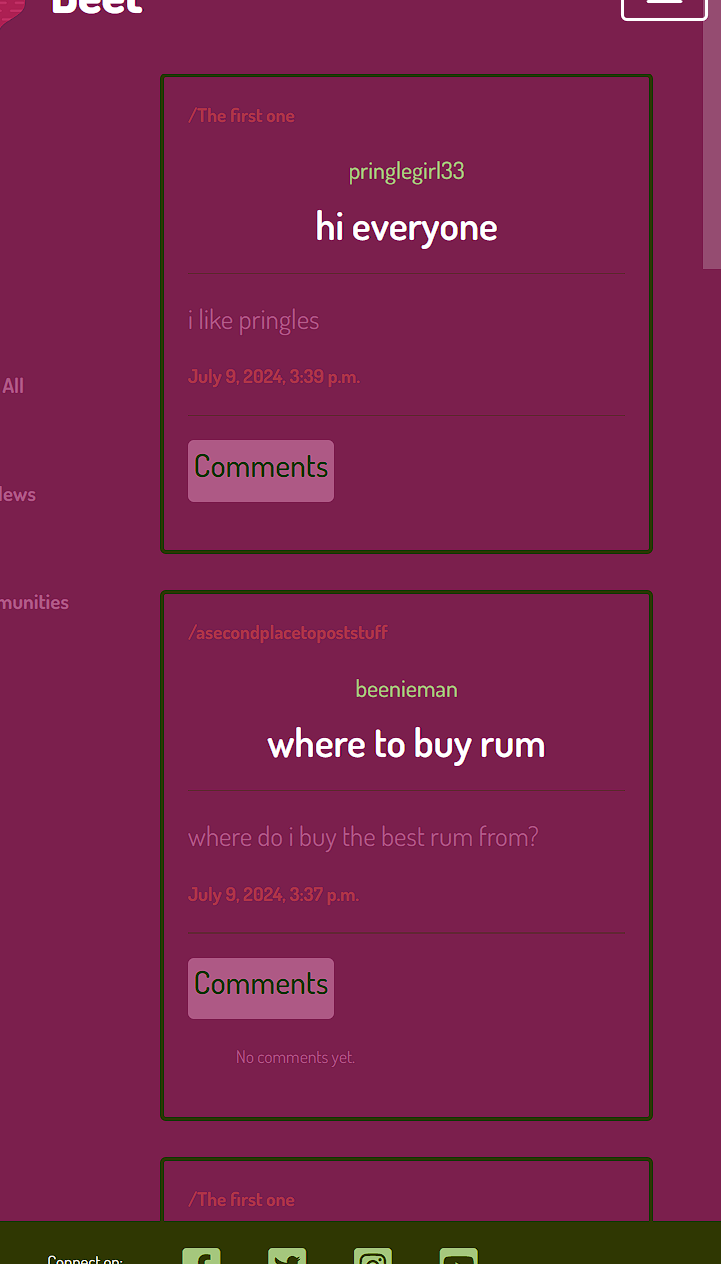 Beet
/The first one
pringlegirl33
hi everyone
i like pringles
All
July 9, 2024, 3:39 p.m.
Comments
/asecondplacetopoststuff
beenieman
where to buy rum
where do i buy the best rum from?
July 9, 2024, 3:37 p.m.
Comments
No comments yet.
/The first one
Connect on: